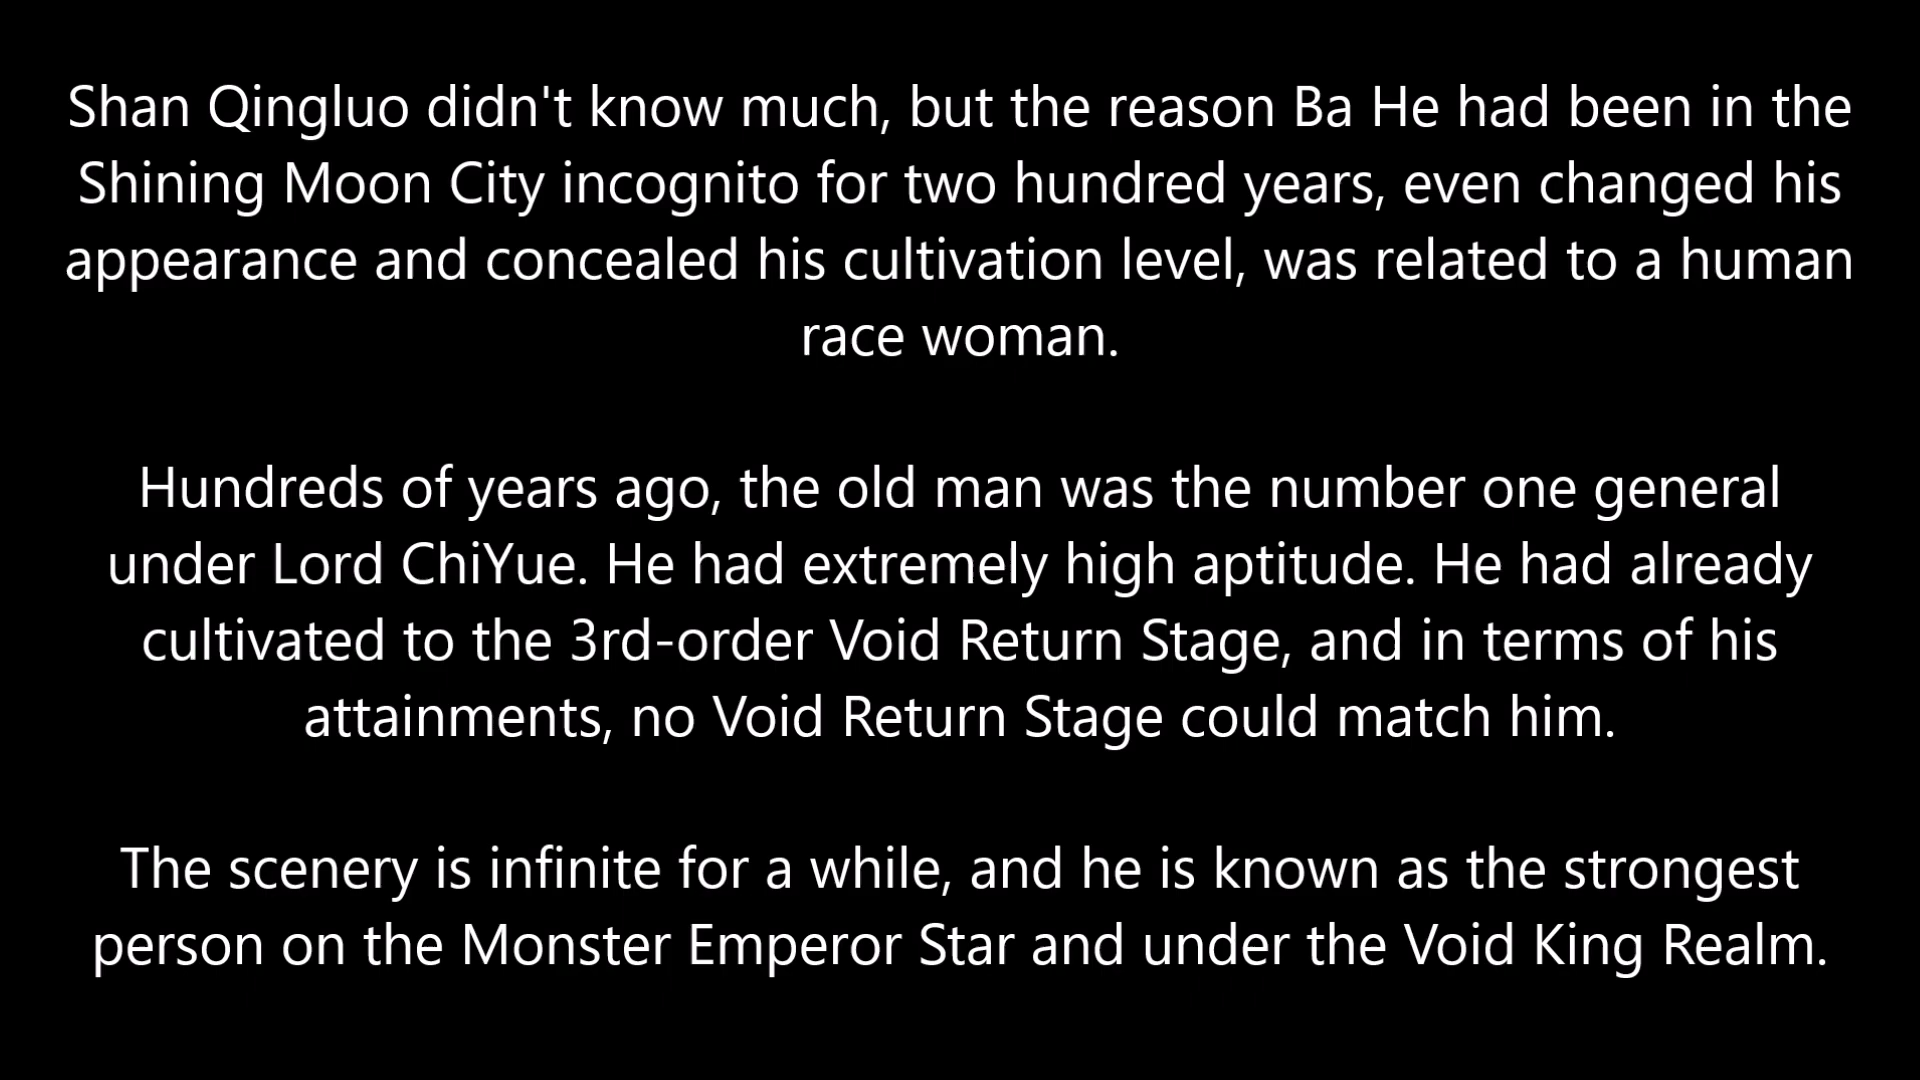 Shan Qingluo didn't know much, but the reason Ba He had been in the
Shining Moon City incognito for two hundred years, even changed his
appearance and concealed his cultivation level, was related to a human
race woman.
Hundreds of years ago, the old man was the number one general
under Lord ChiYue. He had extremely high aptitude. He had already
cultivated to the 3rd-order Void Return Stage, and in terms of his
attainments, no Void Return Stage could match him.
The scenery is infinite for a while, and he is known as the strongest
person on the Monster Emperor Star and under the Void King Realm.